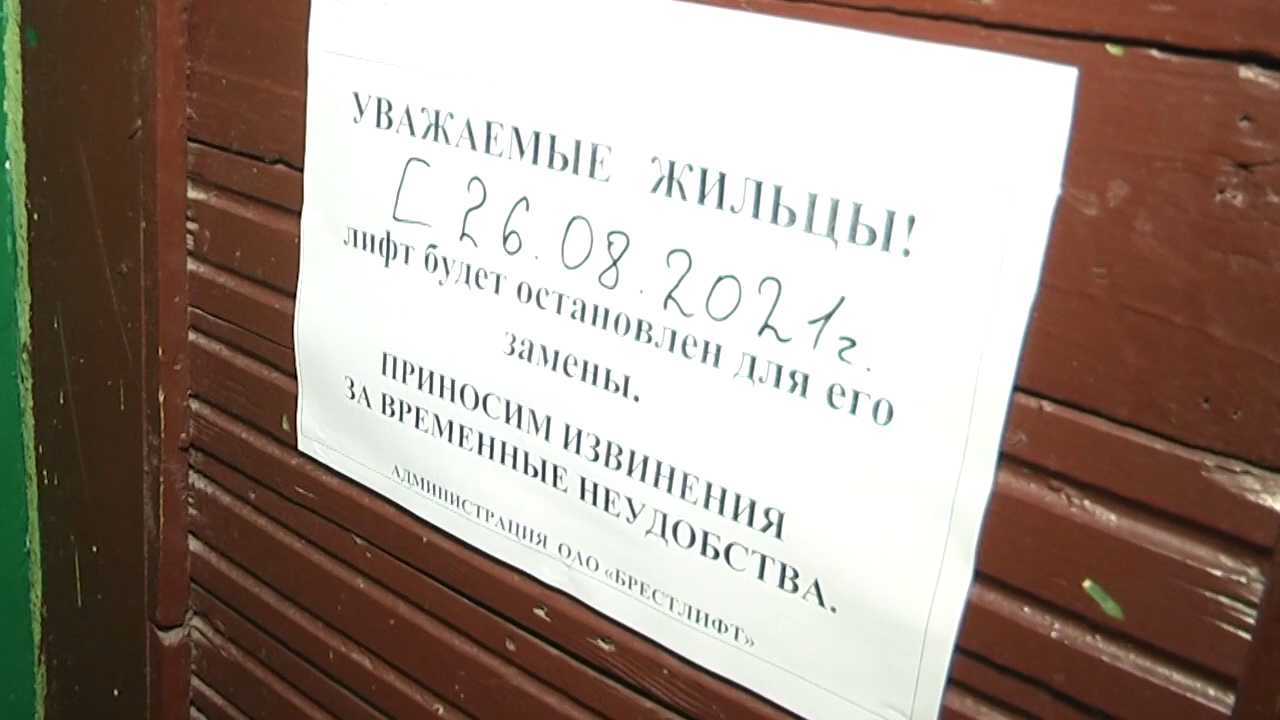 УВАЖАЕМЫЕ ЖИЛЬЦЫ!
С 26.08.2021г.
лифт будет остановлен для его
замены.
ПРИНОСИМ ИЗВИНЕНИЯ
ЗА ВРЕМЕННЫЕ НЕУДОБСТВА.
АДМИНИСТРАЦИЯ ОАО «БРЕСТЛИФТ»